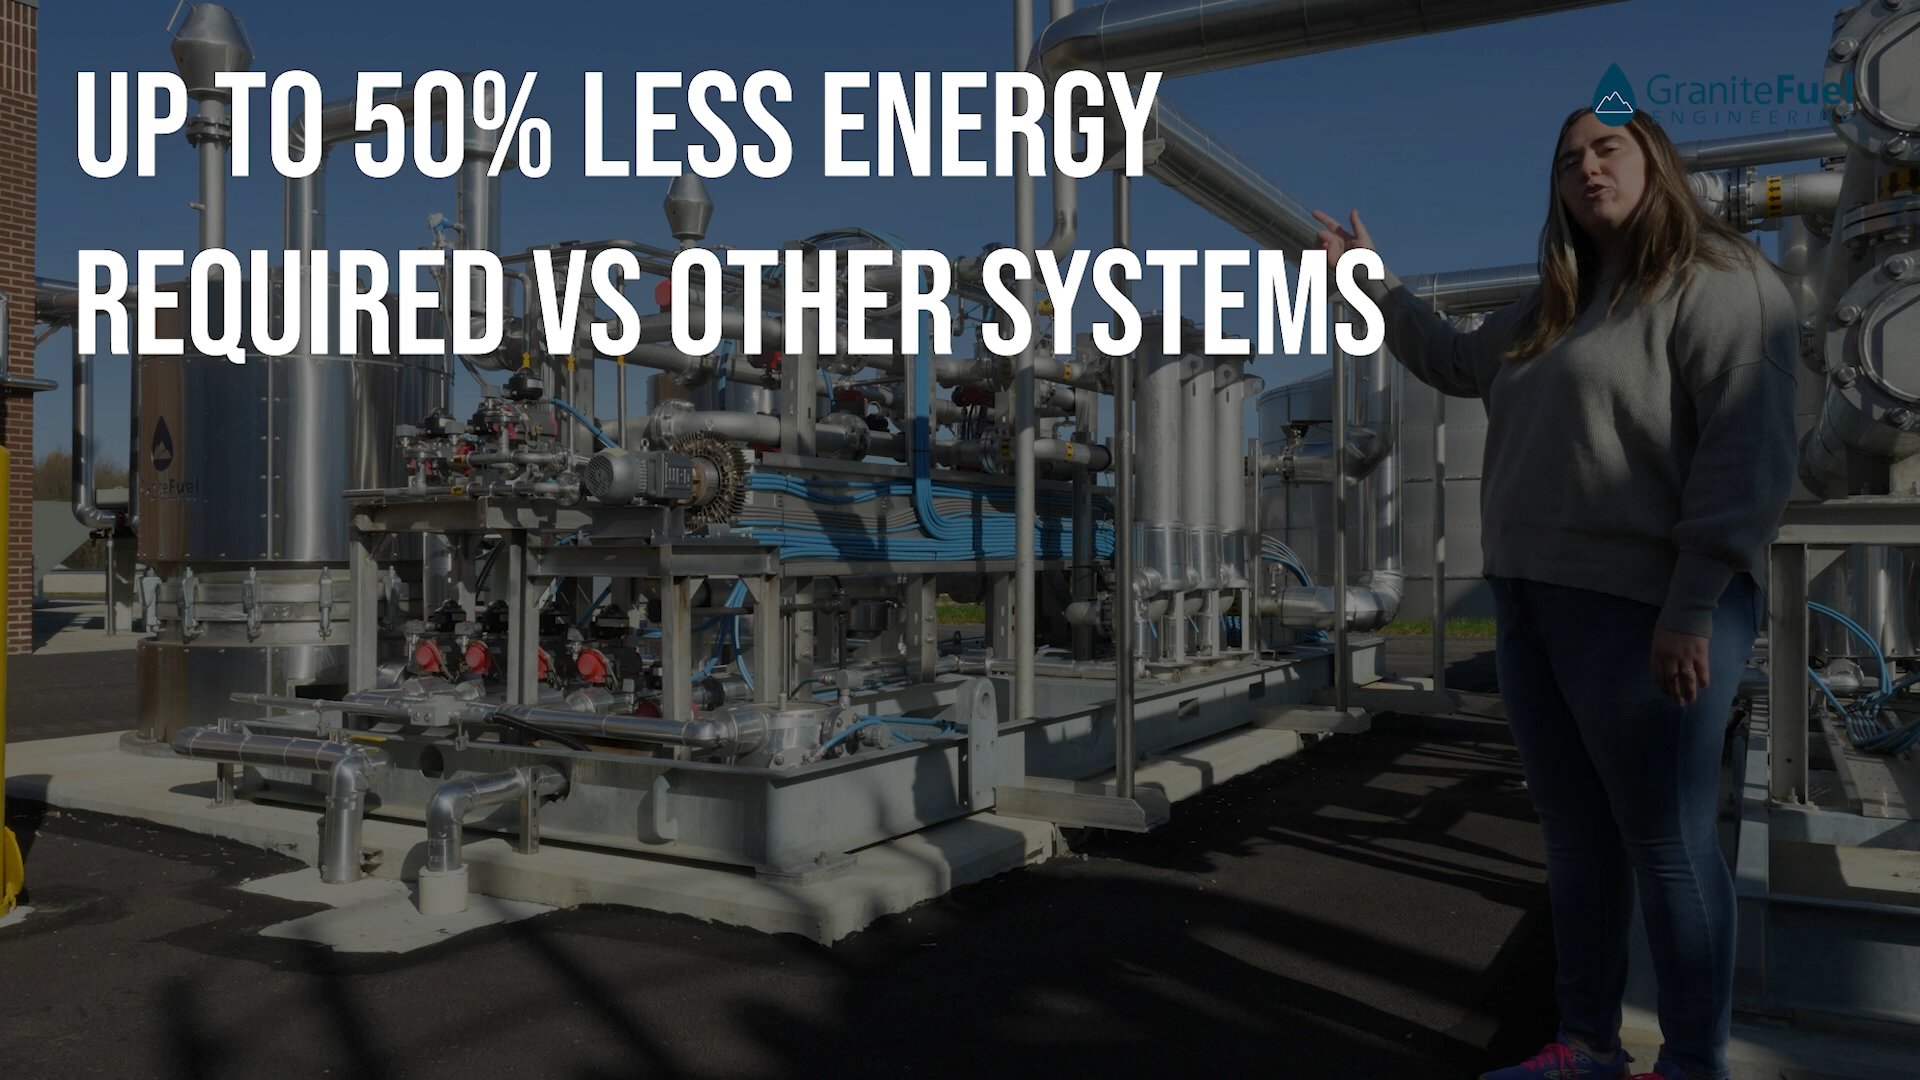 UP TO 50% LESS ENERGY
REQUIRED VS OTHER SYSTEMS
GraniteFuel
ENGINEERING